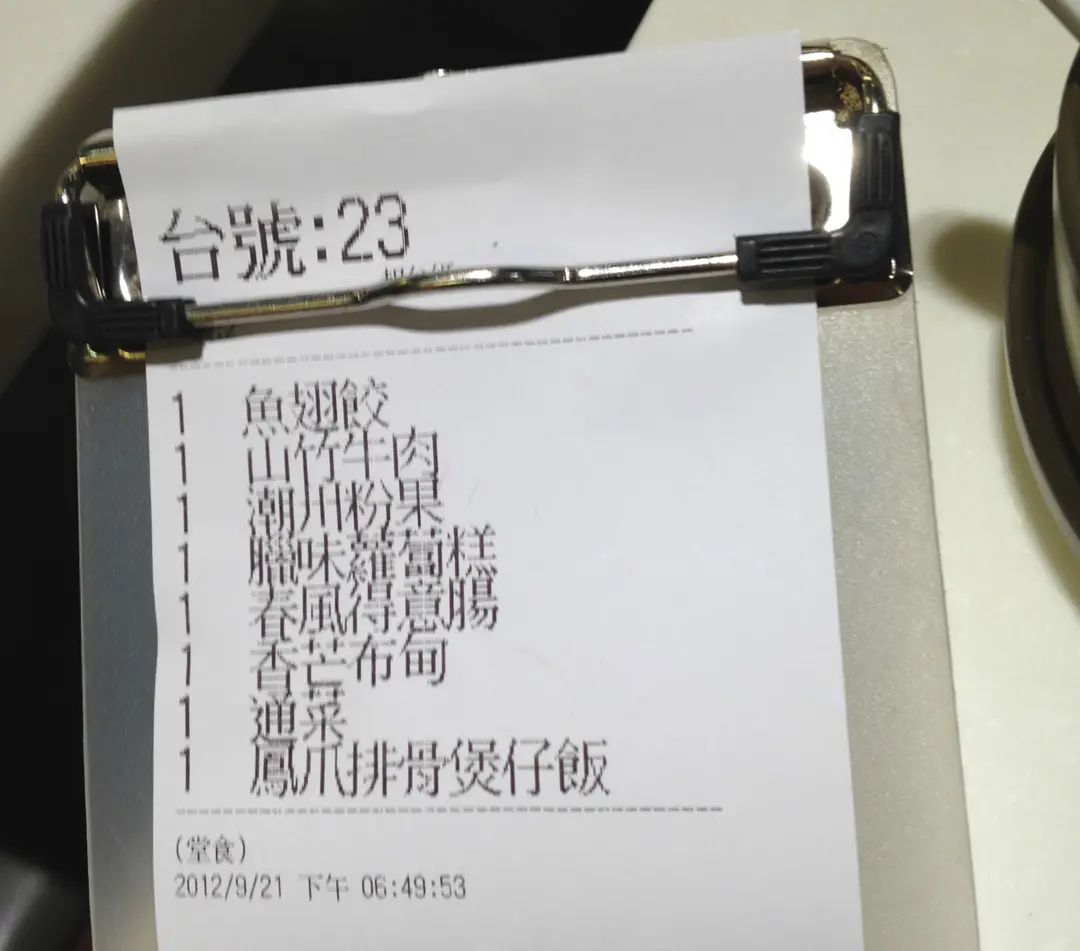 台號:23
1 魚翅餃
1 山竹牛肉
1 潮川粉果
1 臘味蘿蔔糕
1 春風得意腸
1 香芒布甸
1 通菜
1 鳳爪排骨煲仔飯
(堂食)
2012/9/21 下午 06:49:53